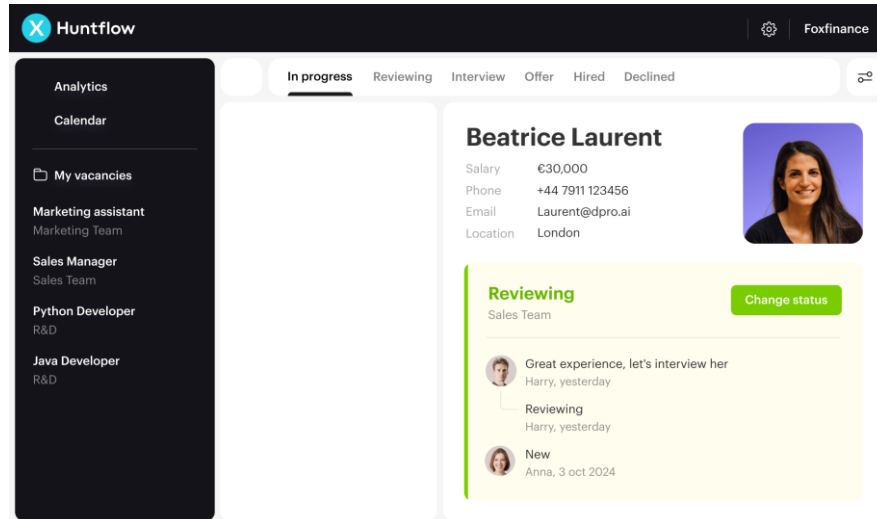 Huntflow
Foxfinance
Analytics
Calendar
My vacancies
Marketing assistant
Marketing Team
Sales Manager
Sales Team
Python Developer
R&D
Java Developer
R&D
In progress Reviewing Interview Offer Hired Declined
Beatrice Laurent
Salary €30,000
Phone +44 7911 123456
Email Laurent@dpro.ai
Location London
Reviewing
Sales Team
Change status
Great experience, let's interview her
Harry, yesterday
Reviewing
Harry, yesterday
New
Anna, 3 oct 2024